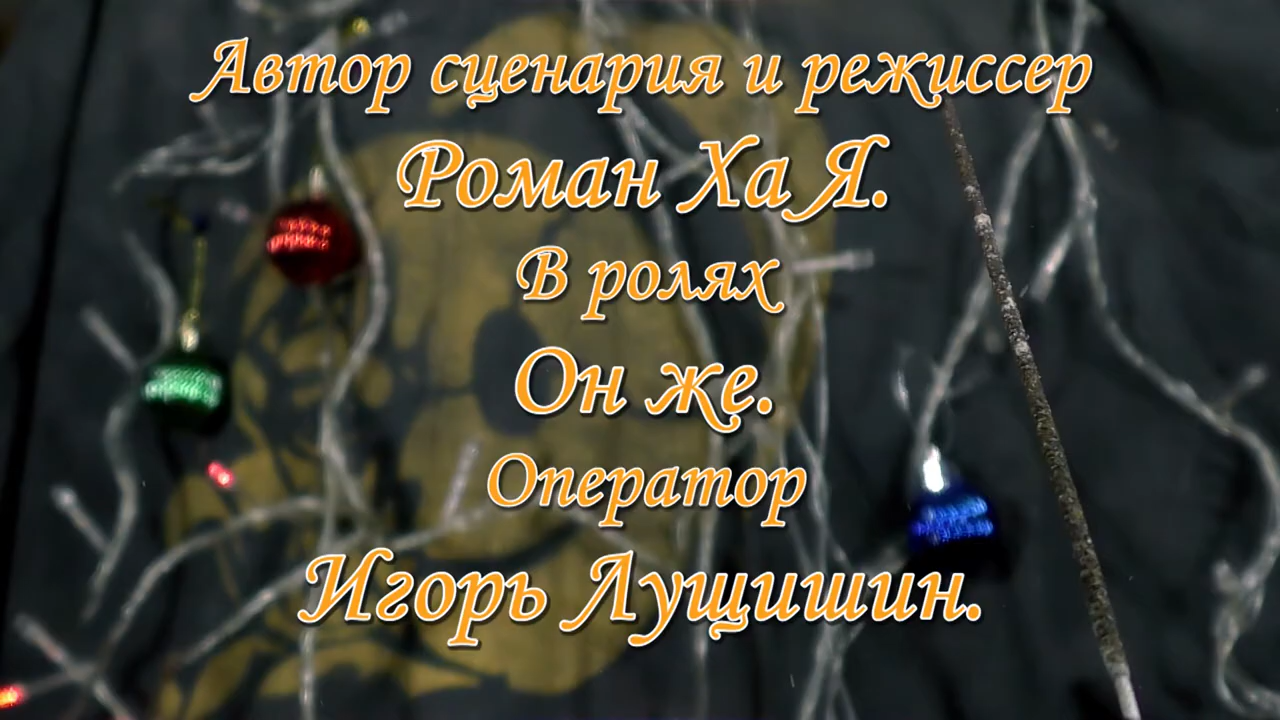 Автор сценария и режиссер
Роман Ха Я.
В ролях
Он же.
Оператор
Игорь Лущишин.